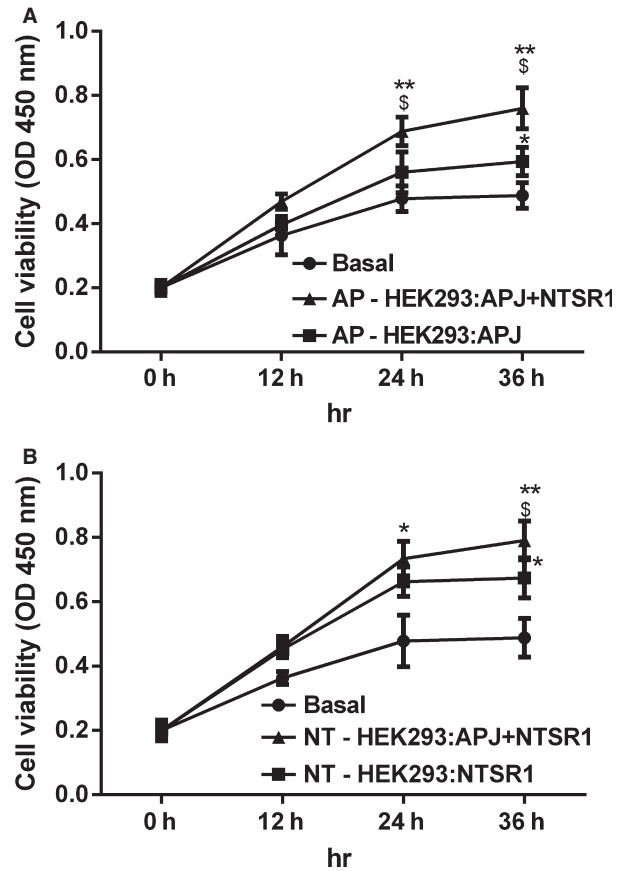 A
Cell viability (OD 450 nm)
1.0
0.8
0.6
0.4
0.2
0.0
** **
$ $
*
Basal
AP - HEK293:APJ+NTSR1
AP - HEK293:APJ
0 h 12 h 24 h 36 h
hr
B
Cell viability (OD 450 nm)
1.0
0.8
0.6
0.4
0.2
0.0
* **
$
*
Basal
NT - HEK293:APJ+NTSR1
NT - HEK293:NTSR1
0 h 12 h 24 h 36 h
hr